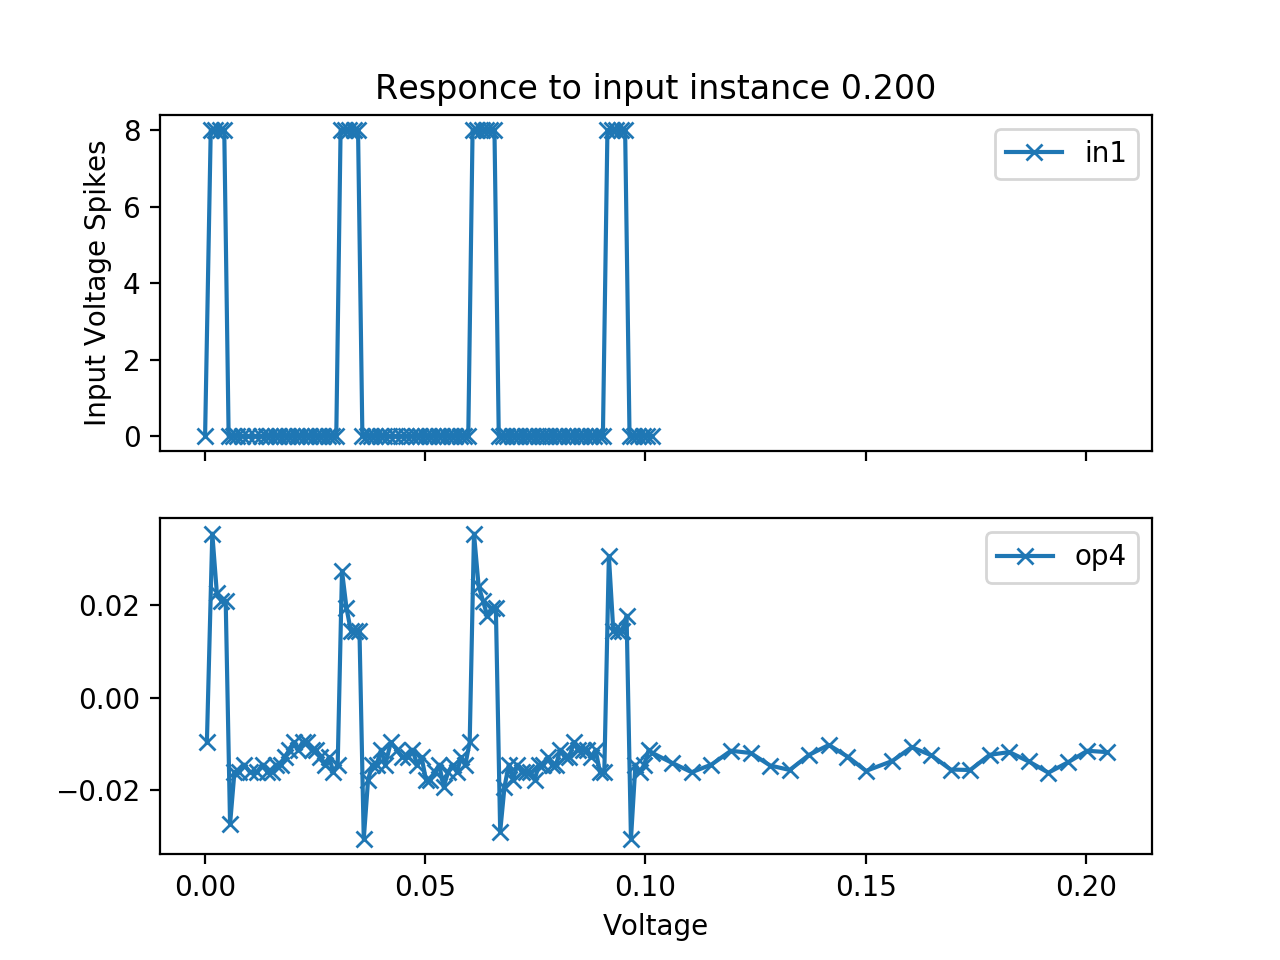 Responce to input instance 0.200
8
6
4
2
0
Input Voltage Spikes
in1
0.02
0.00
−0.02
op4
0.00 0.05 0.10 0.15 0.20
Voltage